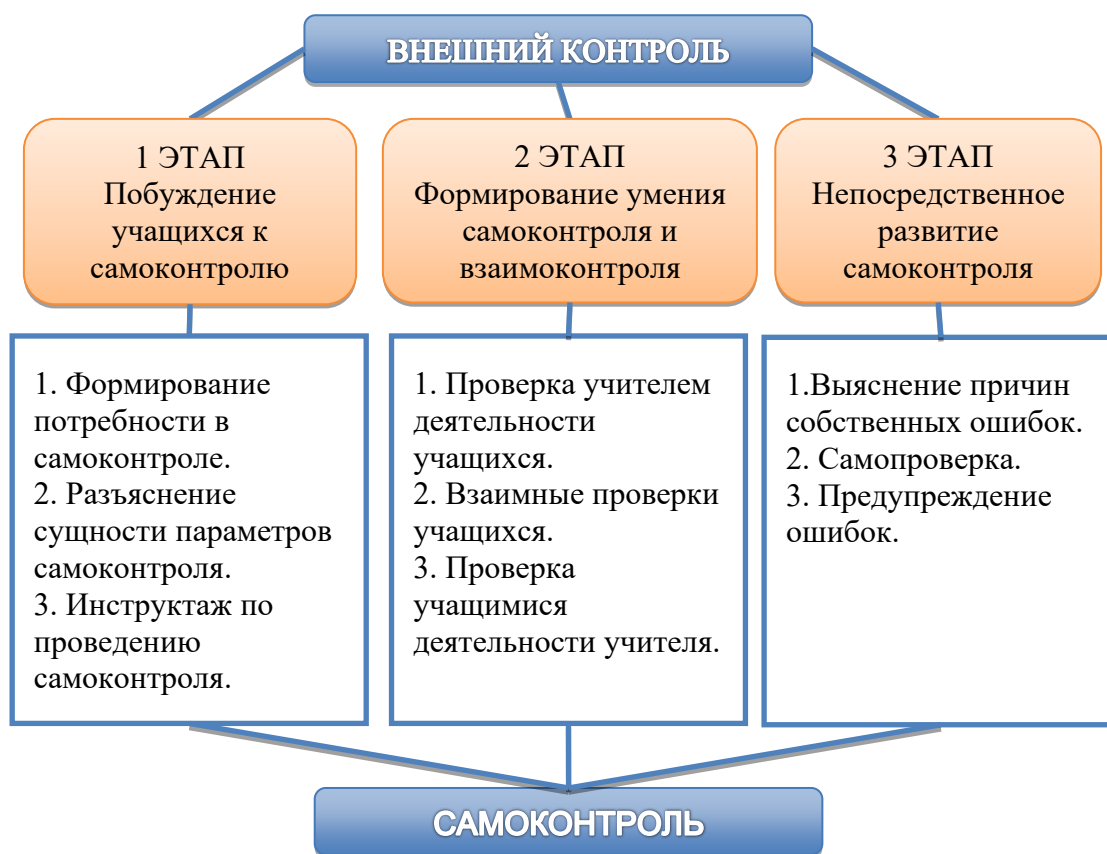 ВНЕШНИЙ КОНТРОЛЬ
1 ЭТАП
Побуждение
учащихся к
самоконтролю
2 ЭТАП
Формирование умения
самоконтроля и
взаимоконтроля
3 ЭТАП
Непосредственное
развитие
самоконтроля
1. Формирование
потребности в
самоконтроле.
2. Разъяснение
сущности параметров
самоконтроля.
3. Инструктаж по
проведению
самоконтроля.
1. Проверка учителем
деятельности
учащихся.
2. Взаимные проверки
учащихся.
3. Проверка
учащимися
деятельности учителя.
1.Выяснение причин
собственных ошибок.
2. Самопроверка.
3. Предупреждение
ошибок.
САМОКОНТРОЛЬ